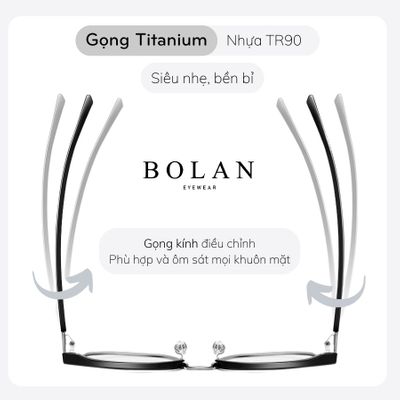 Gọng Titanium Nhựa TR90
Siêu nhẹ, bền bỉ
BOLAN
EYEWEAR
Gọng kính điều chỉnh
Phù hợp và ôm sát mọi khuôn mặt